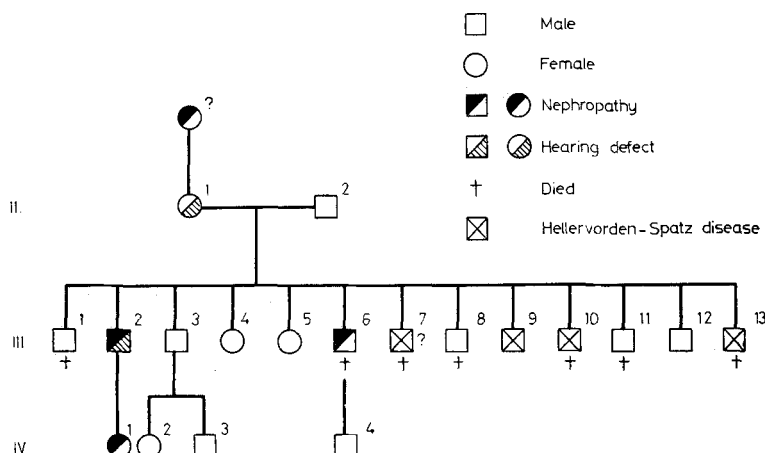 Male
Female
Nephropathy
Hearing defect
† Died
Hellervorden-Spatz disease
?
II. 1 2
III 1 2 3 4 5 6 7 8 9 10 11 12 13
† † † ? † † † †
IV 1 2 3 4